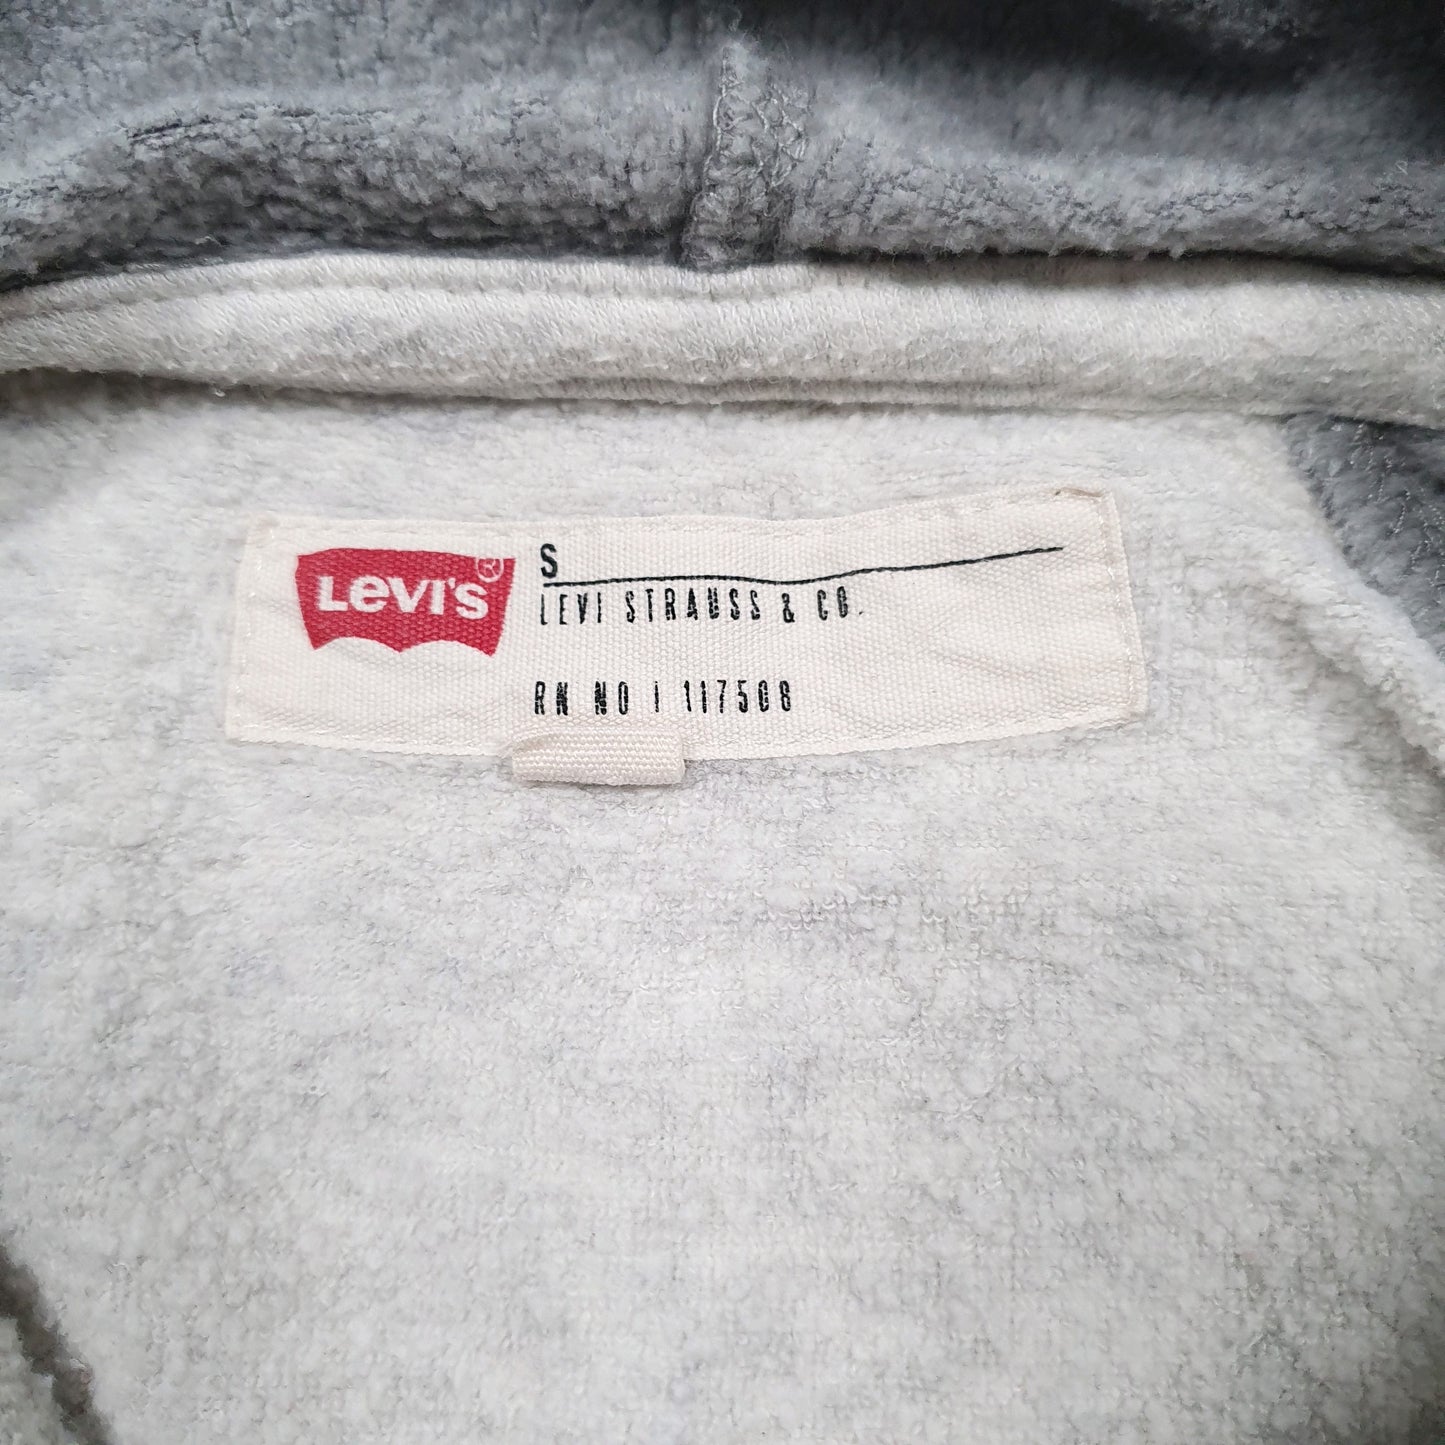 LEVI'S®
S
LEVI STRAUSS & CO.
RN NO I 117508